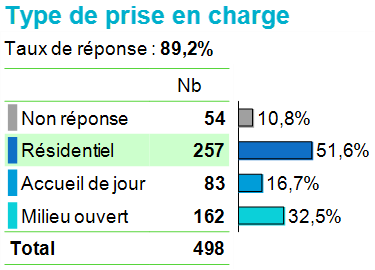 Type de prise en charge
Taux de réponse : 89,2%
Nb
Non réponse 54 10,8%
Résidentiel 257 51,6%
Accueil de jour 83 16,7%
Milieu ouvert 162 32,5%
Total 498